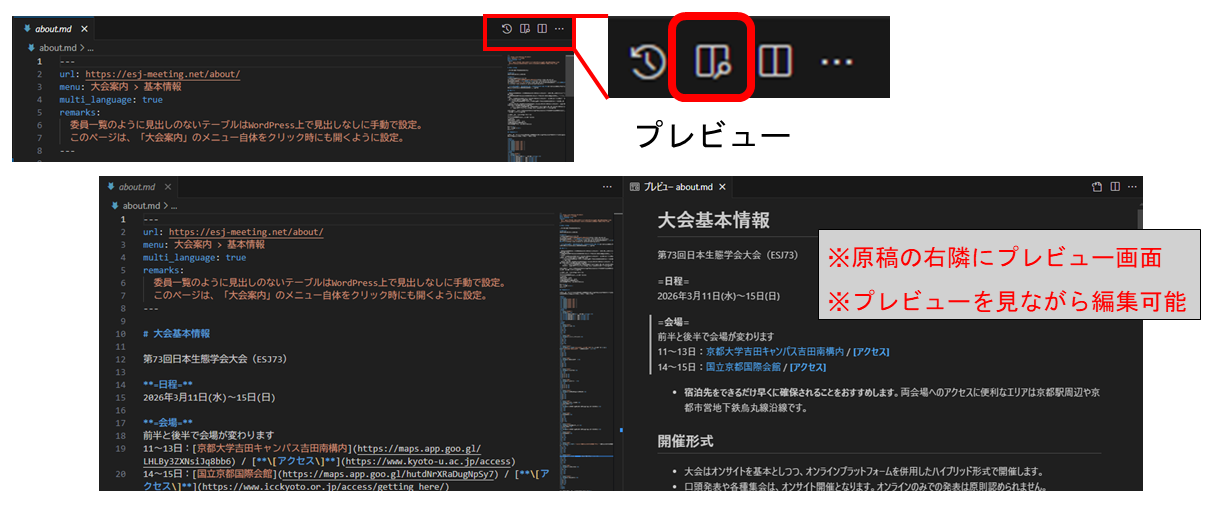 about.md ×
about.md > ...
1 ---
2 url: https://esj-meeting.net/about/
3 menu: 大会案内 > 基本情報
4 multi_language: true
5 remarks:
6 委員一覧のように見出しのないテーブルはWordPress上で見出しなしに手動で設定。
7 このページは、「大会案内」のメニュー自体をクリック時にも開くように設定。
8 ---
プレビュー
about.md ×
about.md > ...
1 ---
2 url: https://esj-meeting.net/about/
3 menu: 大会案内 > 基本情報
4 multi_language: true
5 remarks:
6 委員一覧のように見出しのないテーブルはWordPress上で見出しなしに手動で設定。
7 このページは、「大会案内」のメニュー自体をクリック時にも開くように設定。
8 ---
9
10 # 大会基本情報
11
12 第73回日本生態学会大会（ESJ73）
13
14 **=日程=**
15 2026年3月11日(水)～15日(日)
16
17 **=会場=**
18 前半と後半で会場が変わります
19 11～13日：[京都大学吉田キャンパス吉田南構内](https://maps.app.goo.gl/
LHLBy3ZXNsiJq8bb6) / [**\[アクセス\]**](https://www.kyoto-u.ac.jp/access)
20 14～15日：[国立京都国際会館](https://maps.app.goo.gl/hutdNrXRaDugNpSy7) / [**\[ア
クセス\]**](https://www.icckyoto.or.jp/access/getting_here/)
プレビュー about.md ×
大会基本情報
第73回日本生態学会大会（ESJ73）
=日程=
2026年3月11日(水)～15日(日)
=会場=
前半と後半で会場が変わります
11～13日：京都大学吉田キャンパス吉田南構内 / [アクセス]
14～15日：国立京都国際会館 / [アクセス]
• 宿泊先をできるだけ早くに確保されることをおすすめします。両会場へのアクセスに便利なエリアは京都駅周辺や京
都市営地下鉄烏丸線沿線です。
開催形式
• 大会はオンサイトを基本としつつ、オンラインプラットフォームを併用したハイブリッド形式で開催します。
• 口頭発表や各種集会は、オンサイト開催となります。オンラインのみでの発表は原則認められません。
※原稿の右隣にプレビュー画面
※プレビューを見ながら編集可能